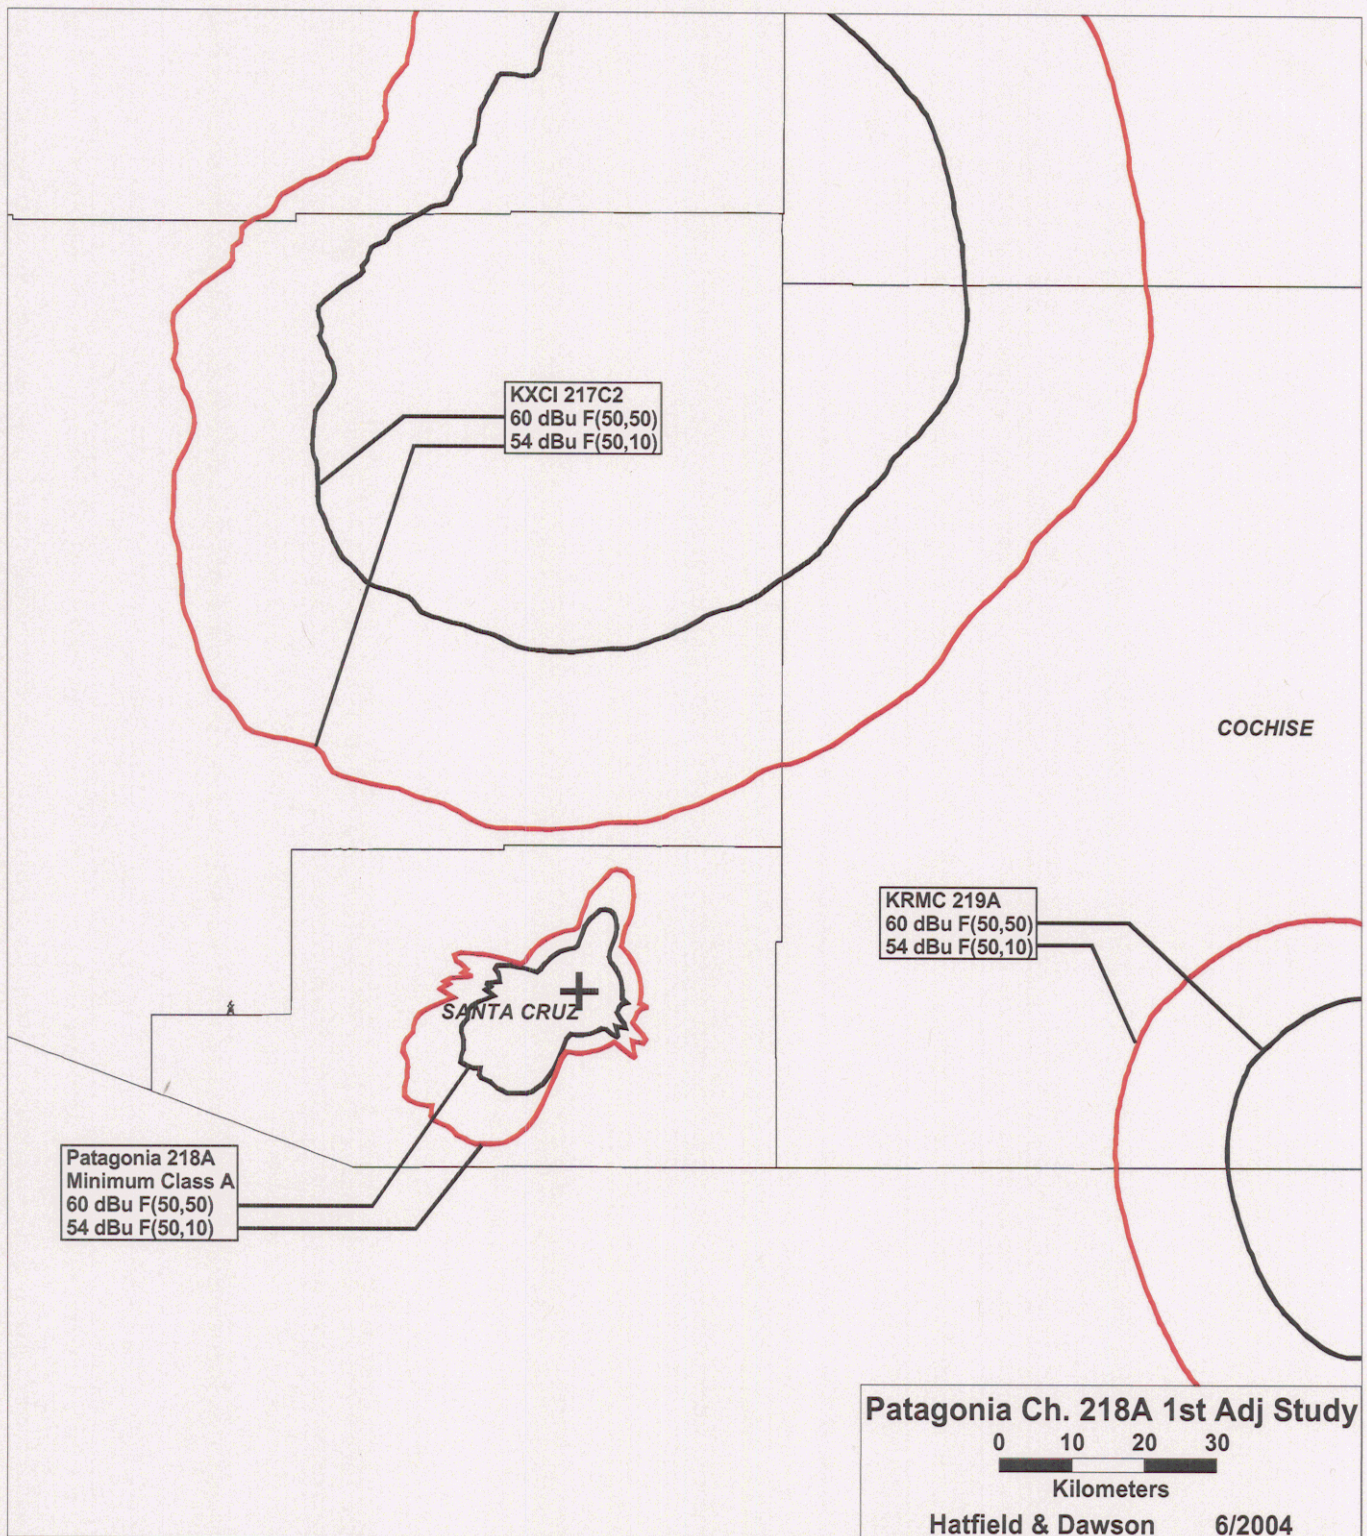 KXCI 217C2
60 dBu F(50,50)
54 dBu F(50,10)
COCHISE
KRMC 219A
60 dBu F(50,50)
54 dBu F(50,10)
SANTA CRUZ
Patagonia 218A
Minimum Class A
60 dBu F(50,50)
54 dBu F(50,10)
Patagonia Ch. 218A 1st Adj Study
0 10 20 30
Kilometers
Hatfield & Dawson 6/2004